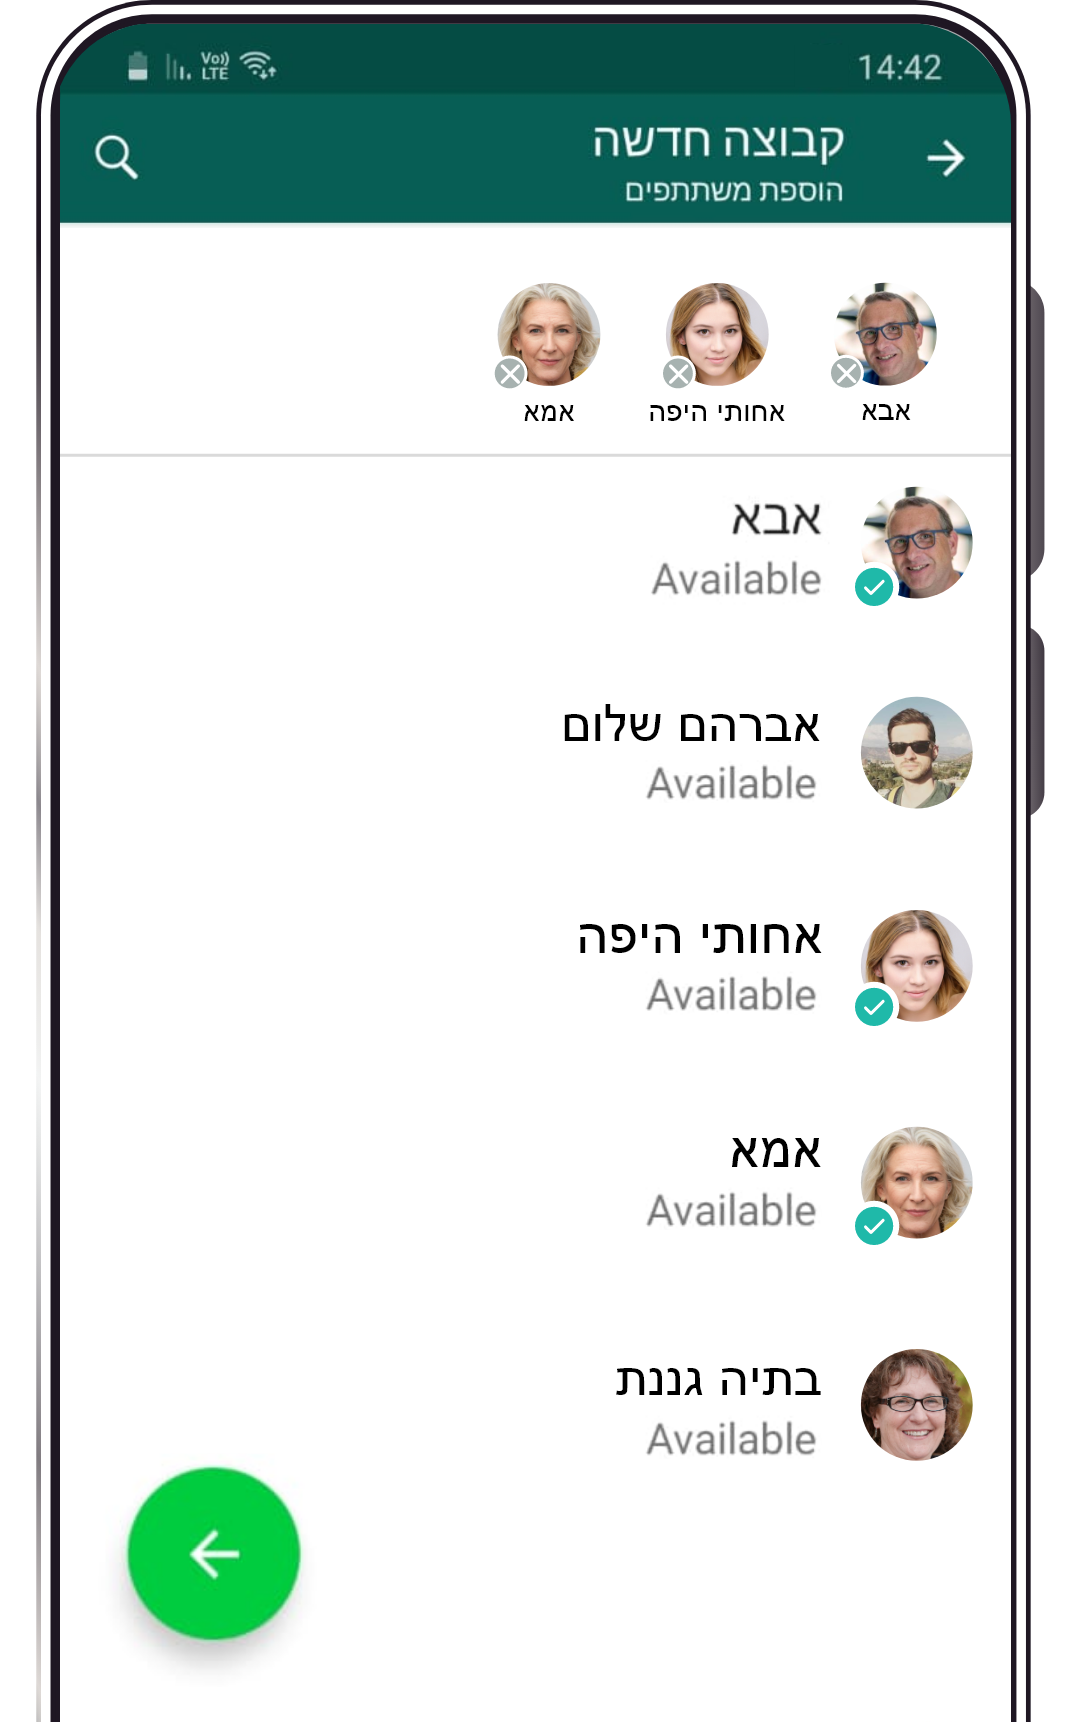 Vo)) LTE
14:42
קבוצה חדשה
הוספת משתתפים
אבא
אחותי היפה
אמא
אבא
Available
אברהם שלום
Available
אחותי היפה
Available
אמא
Available
בתיה גננת
Available